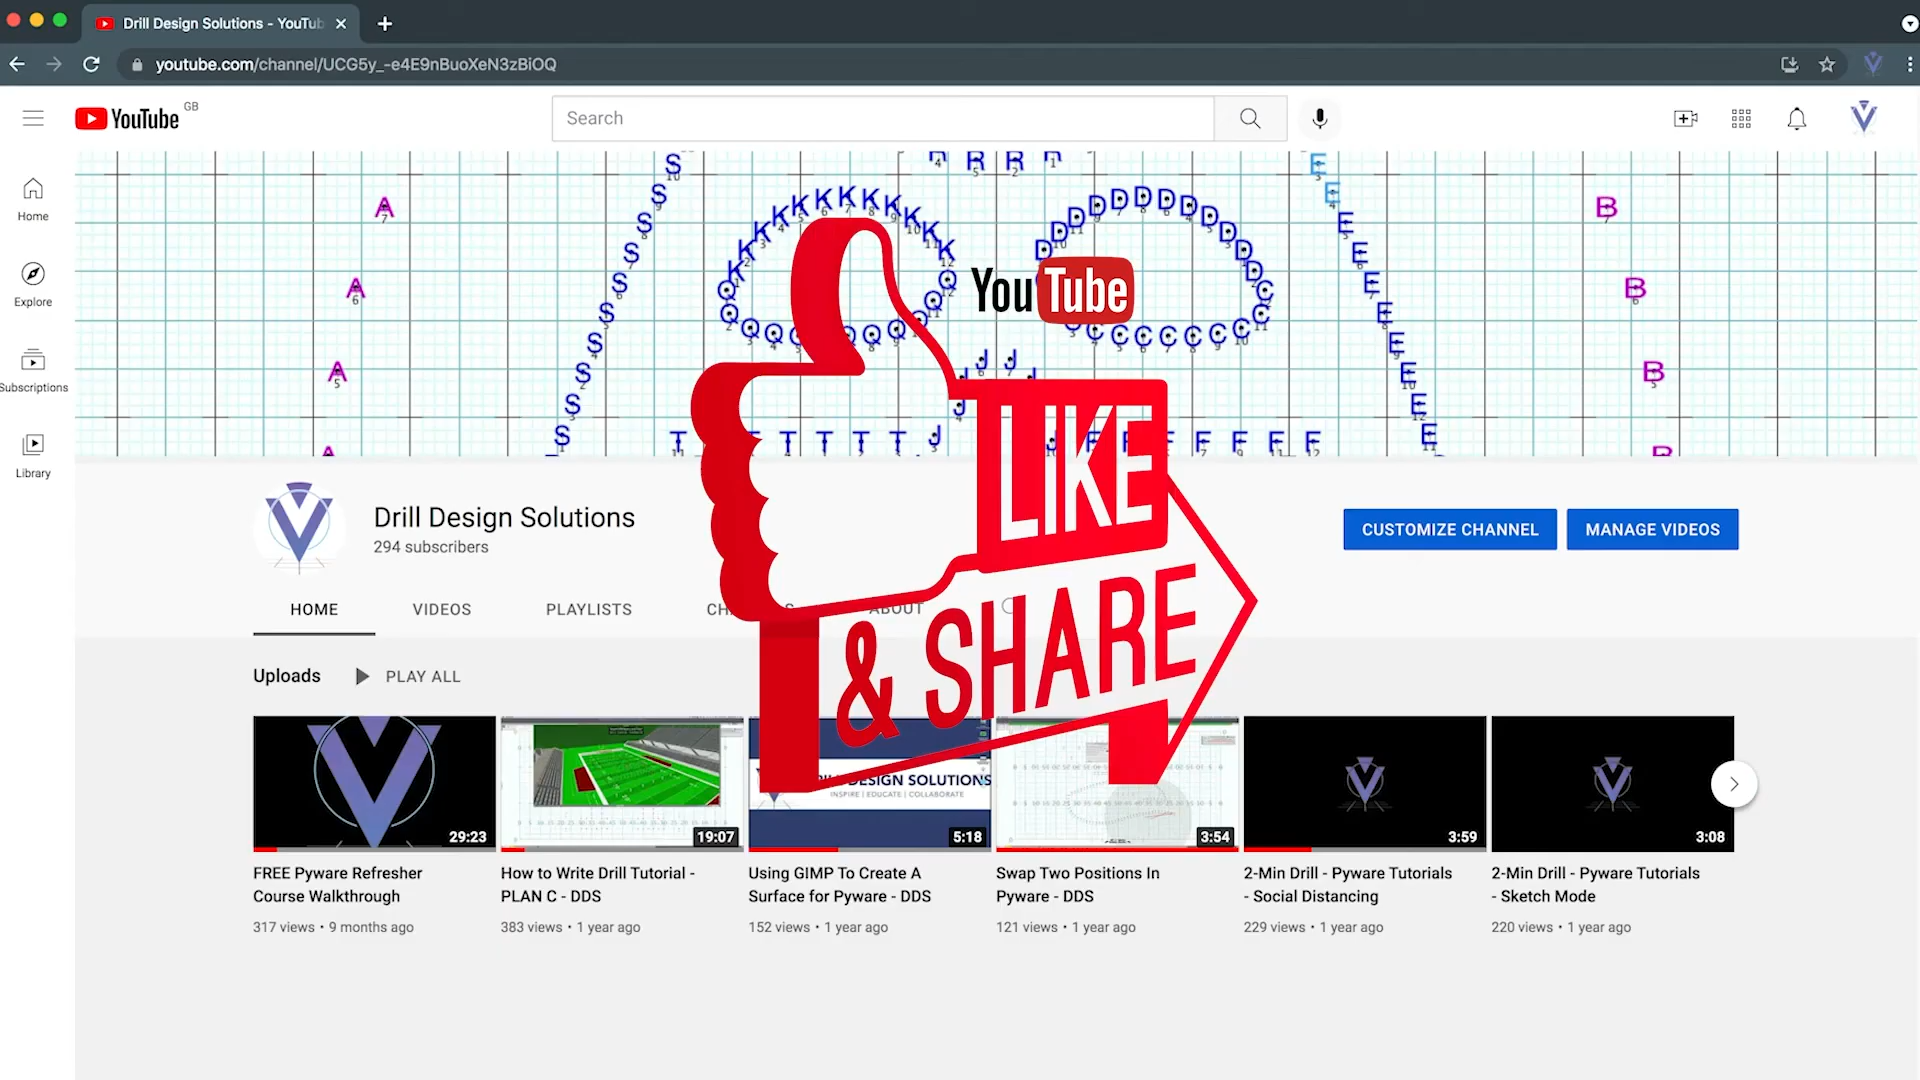 Drill Design Solutions - YouTub
youtube.com/channel/UCG5y_-e4E9nBuoXeN3zBiOQ
YouTube GB
Search
Home
Explore
Subscriptions
Library
YouTube
LIKE
& SHARE
Drill Design Solutions
294 subscribers
CUSTOMIZE CHANNEL
MANAGE VIDEOS
HOME
VIDEOS
PLAYLISTS
ABOUT
Uploads
PLAY ALL
DESIGN SOLUTIONS
INSPIRE | EDUCATE | COLLABORATE
29:23
19:07
5:18
3:54
3:59
3:08
FREE Pyware Refresher
Course Walkthrough
317 views • 9 months ago
How to Write Drill Tutorial -
PLAN C - DDS
383 views • 1 year ago
Using GIMP To Create A
Surface for Pyware - DDS
152 views • 1 year ago
Swap Two Positions In
Pyware - DDS
121 views • 1 year ago
2-Min Drill - Pyware Tutorials
- Social Distancing
229 views • 1 year ago
2-Min Drill - Pyware Tutorials
- Sketch Mode
220 views • 1 year ago